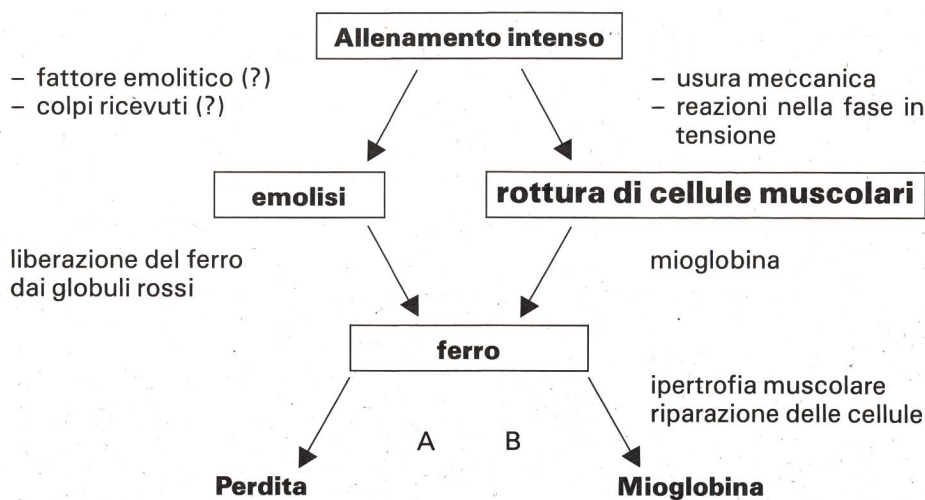 Allenamento intenso
– fattore emolitico (?)
– colpi ricevuti (?)
– usura meccanica
– reazioni nella fase in
tensione
emolisi
rottura di cellule muscolari
liberazione del ferro
dai globuli rossi
mioglobina
ferro
ipertrofia muscolare
riparazione delle cellule
A B
Perdita
Mioglobina